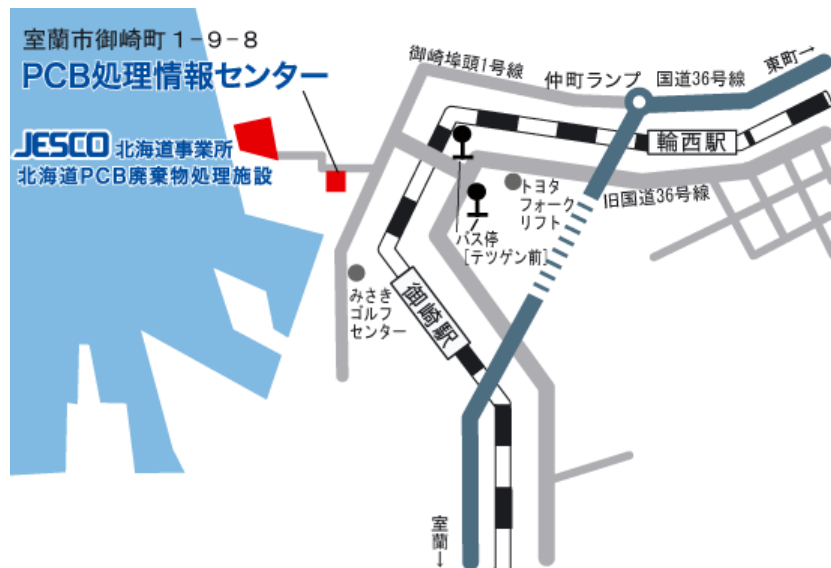 室蘭市御崎町1-9-8
PCB処理情報センター
JESCO 北海道事業所
北海道PCB廃棄物処理施設
御崎埠頭1号線
仲町ランプ
国道36号線
東町→
輪西駅
旧国道36号線
トヨタ
フォーク
リフト
バス停
[テツゲン前]
みさき
ゴルフ
センター
御崎駅
室蘭→